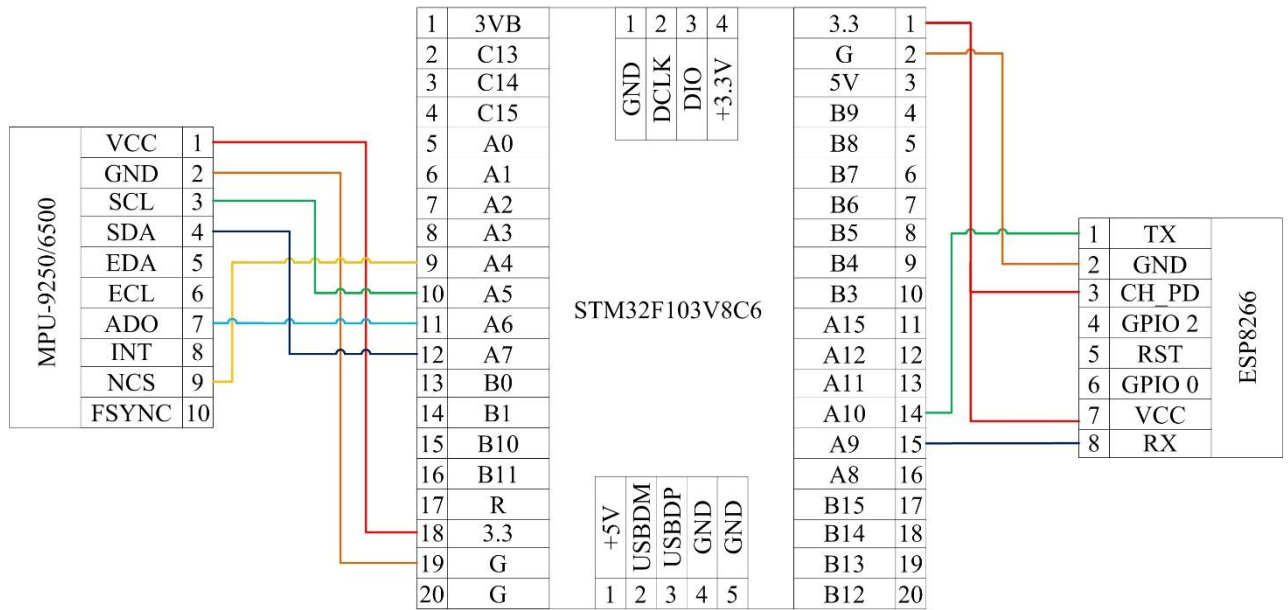 MPU-9250/6500
VCC 1
GND 2
SCL 3
SDA 4
EDA 5
ECL 6
ADO 7
INT 8
NCS 9
FSYNC 10
1 3VB
2 C13
3 C14
4 C15
5 A0
6 A1
7 A2
8 A3
9 A4
10 A5
11 A6
12 A7
13 B0
14 B1
15 B10
16 B11
17 R
18 3.3
19 G
20 G
1 2 3 4
GND
DCLK
DIO
+3.3V
STM32F103V8C6
+5V
USBDM
USBDP
GND
GND
1 2 3 4 5
3.3 1
G 2
5V 3
B9 4
B8 5
B7 6
B6 7
B5 8
B4 9
B3 10
A15 11
A12 12
A11 13
A10 14
A9 15
A8 16
B15 17
B14 18
B13 19
B12 20
1 TX
2 GND
3 CH_PD
4 GPIO 2
5 RST
6 GPIO 0
7 VCC
8 RX
ESP8266